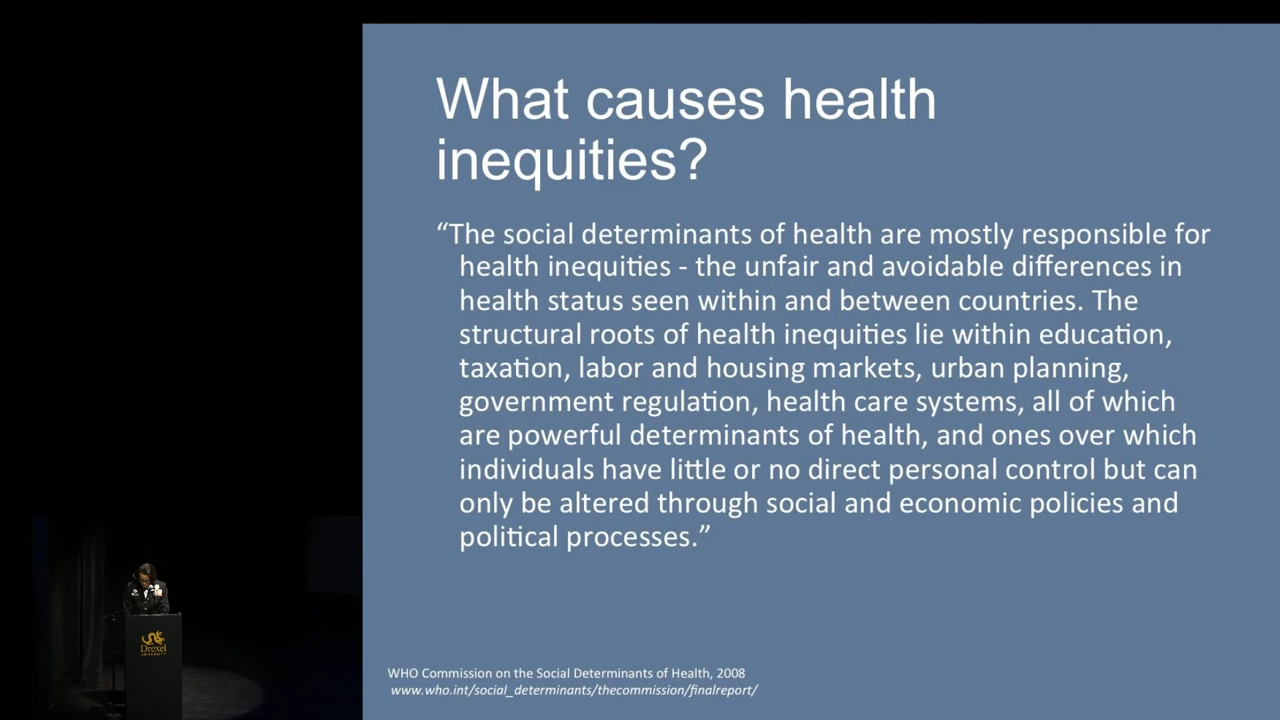 What causes health
inequities?
“The social determinants of health are mostly responsible for
health inequities - the unfair and avoidable differences in
health status seen within and between countries. The
structural roots of health inequities lie within education,
taxation, labor and housing markets, urban planning,
government regulation, health care systems, all of which
are powerful determinants of health, and ones over which
individuals have little or no direct personal control but can
only be altered through social and economic policies and
political processes.”
WHO Commission on the Social Determinants of Health, 2008
www.who.int/social_determinants/thecommission/finalreport/
Drexel
UNIVERSITY